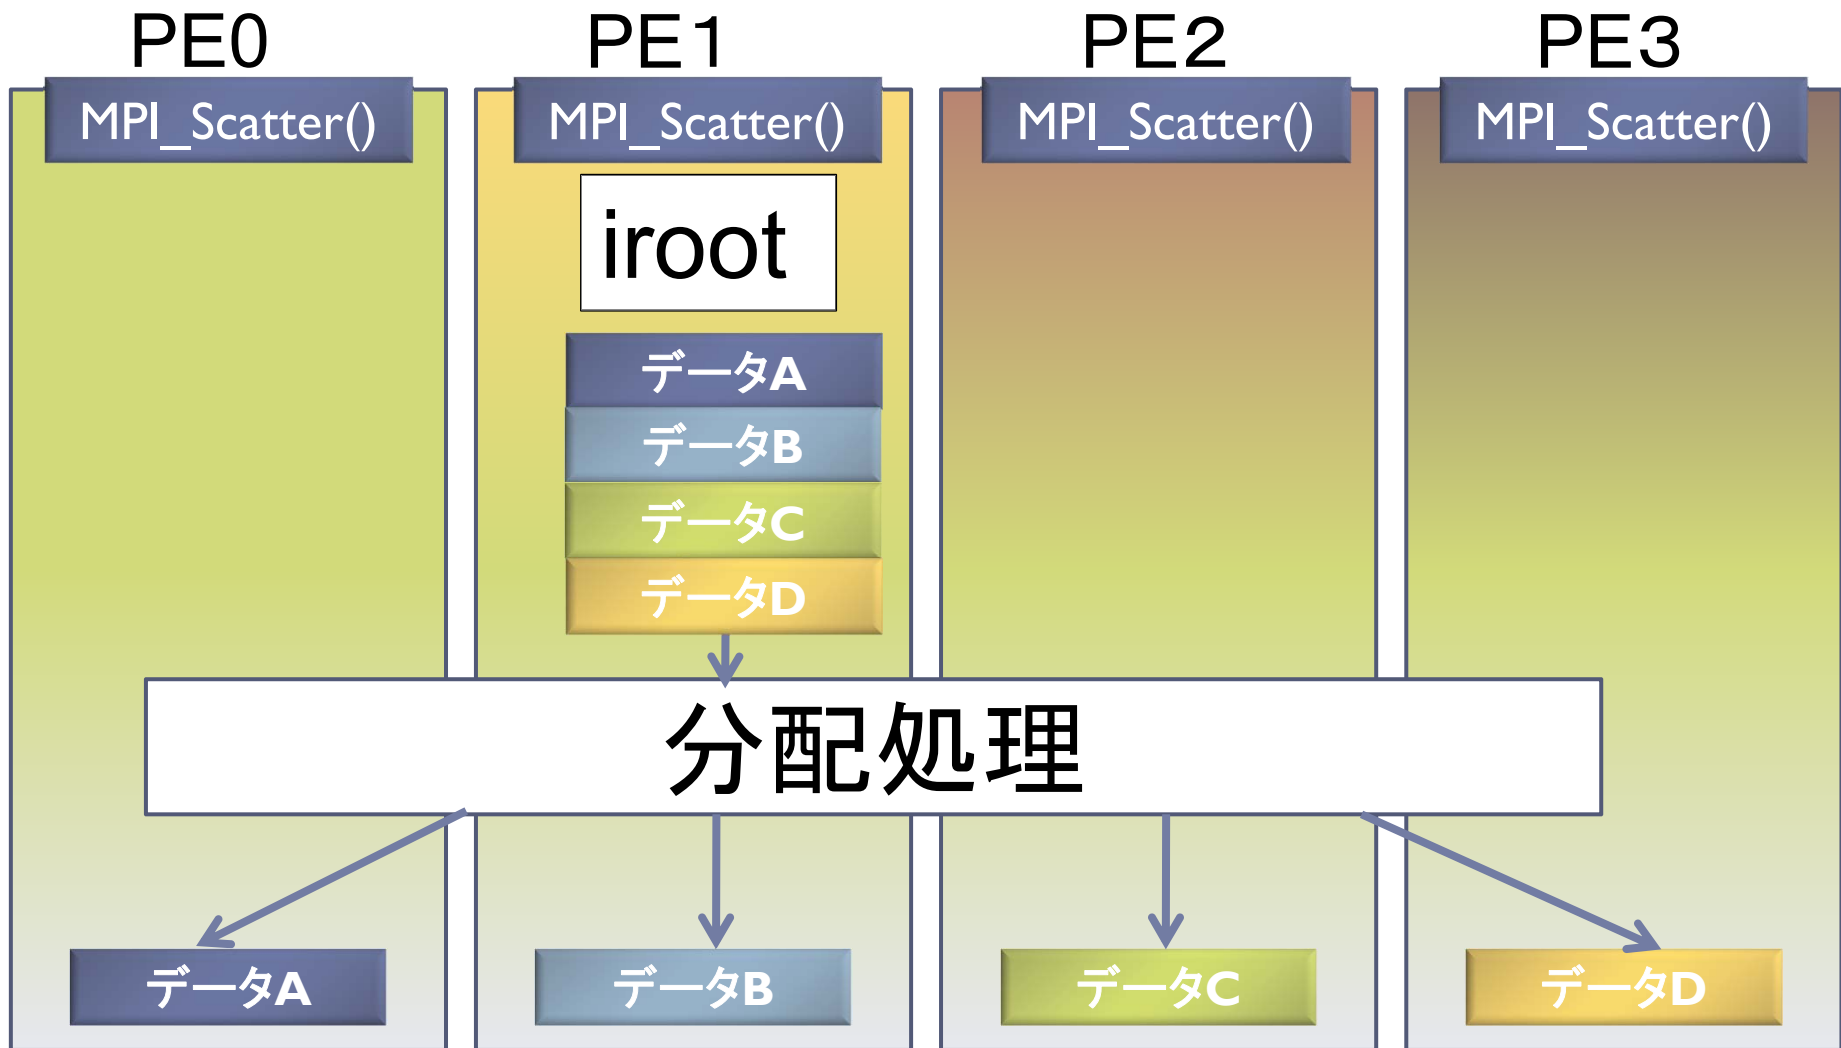 PE0
PE1
PE2
PE3
MPI_Scatter()
MPI_Scatter()
MPI_Scatter()
MPI_Scatter()
iroot
データA
データB
データC
データD
分配処理
データA
データB
データC
データD